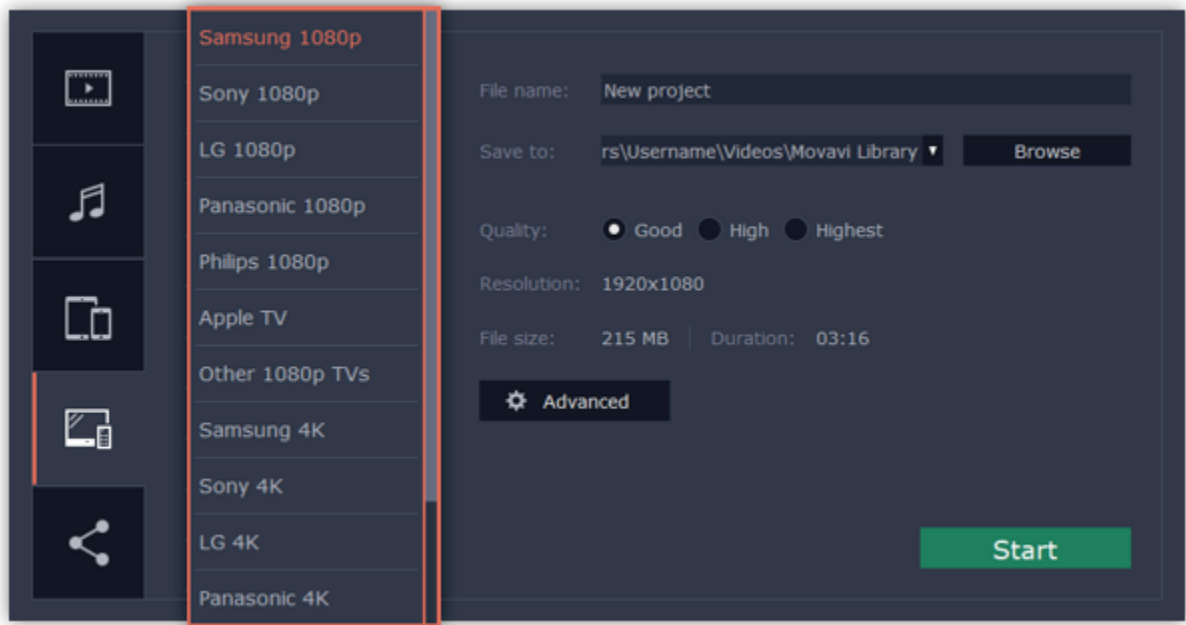 Samsung 1080p
Sony 1080p
LG 1080p
Panasonic 1080p
Philips 1080p
Apple TV
Other 1080p TVs
Samsung 4K
Sony 4K
LG 4K
Panasonic 4K
File name: New project
Save to: rs\Username\Videos\Movavi Library Browse
Quality: Good High Highest
Resolution: 1920x1080
File size: 215 MB Duration: 03:16
Advanced
Start